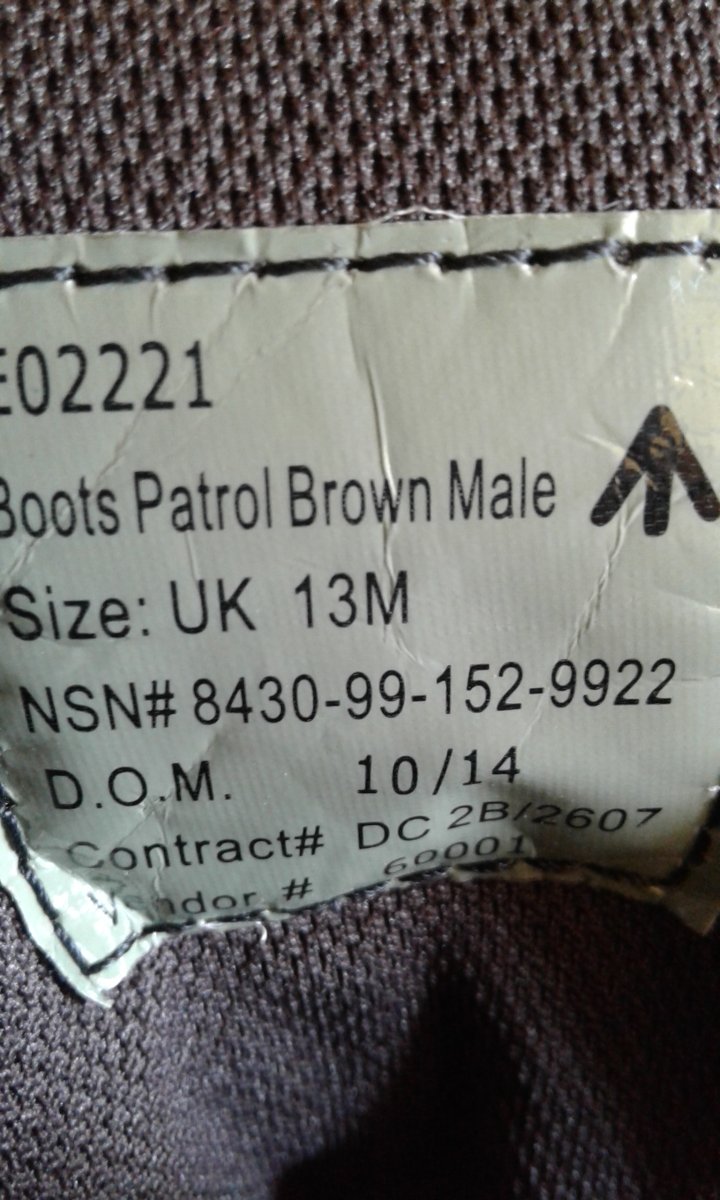 E02221
Boots Patrol Brown Male
Size: UK 13M
NSN# 8430-99-152-9922
D.O.M. 10/14
Contract# DC 2B/2607
60001
#